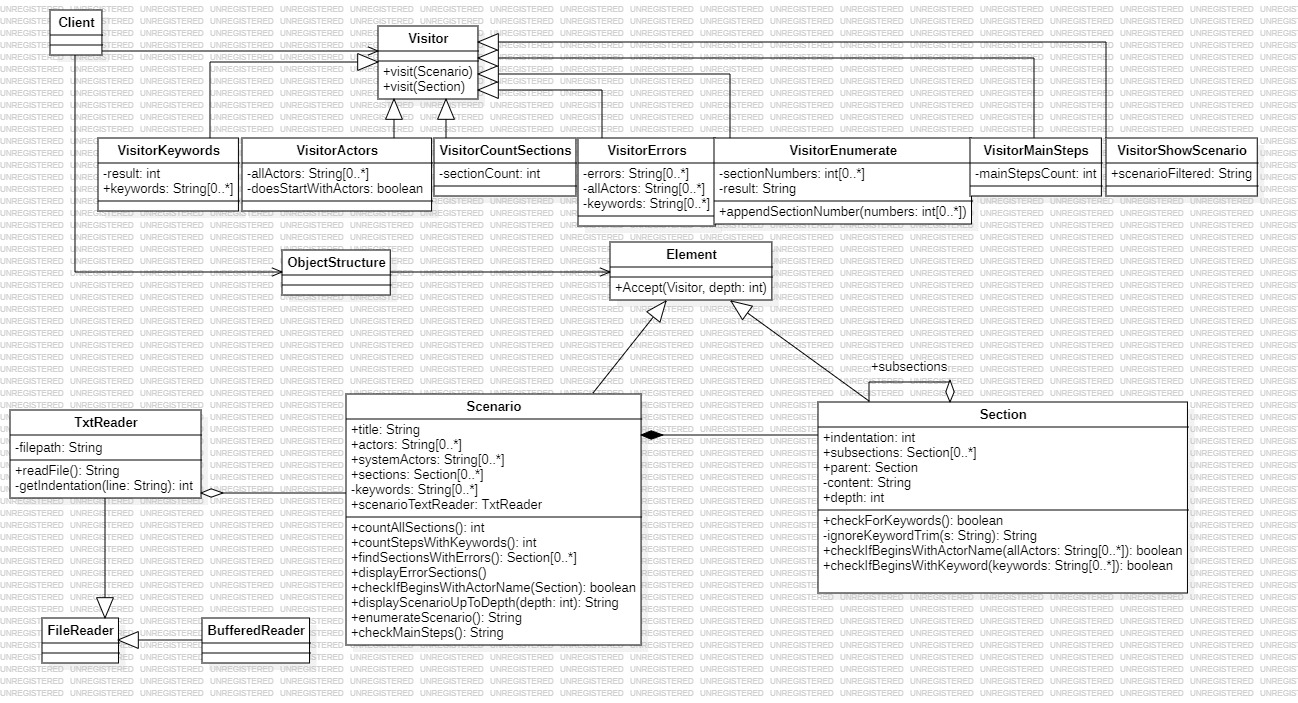 Client
Visitor
+visit(Scenario)
+visit(Section)
VisitorKeywords
-result: int
+keywords: String[0..*]
VisitorActors
-allActors: String[0..*]
-doesStartWithActors: boolean
VisitorCountSections
-sectionCount: int
VisitorErrors
-errors: String[0..*]
-allActors: String[0..*]
-keywords: String[0..*]
VisitorEnumerate
-sectionNumbers: int[0..*]
-result: String
+appendSectionNumber(numbers: int[0..*])
VisitorMainSteps
-mainStepsCount: int
VisitorShowScenario
+scenarioFiltered: String
ObjectStructure
Element
+Accept(Visitor, depth: int)
+subsections
TxtReader
-filepath: String
+readFile(): String
-getIndentation(line: String): int
Scenario
+title: String
+actors: String[0..*]
+systemActors: String[0..*]
+sections: Section[0..*]
-keywords: String[0..*]
+scenarioTextReader: TxtReader
+countAllSections(): int
+countStepsWithKeywords(): int
+findSectionsWithErrors(): Section[0..*]
+displayErrorSections()
+checkIfBeginsWithActorName(Section): boolean
+displayScenarioUpToDepth(depth: int): String
+enumerateScenario(): String
+checkMainSteps(): String
Section
+indentation: int
+subsections: Section[0..*]
+parent: Section
-content: String
+depth: int
+checkForKeywords(): boolean
-ignoreKeywordTrim(s: String): String
+checkIfBeginsWithActorName(allActors: String[0..*]): boolean
+checkIfBeginsWithKeyword(keywords: String[0..*]): boolean
FileReader
BufferedReader
UNREGISTERED